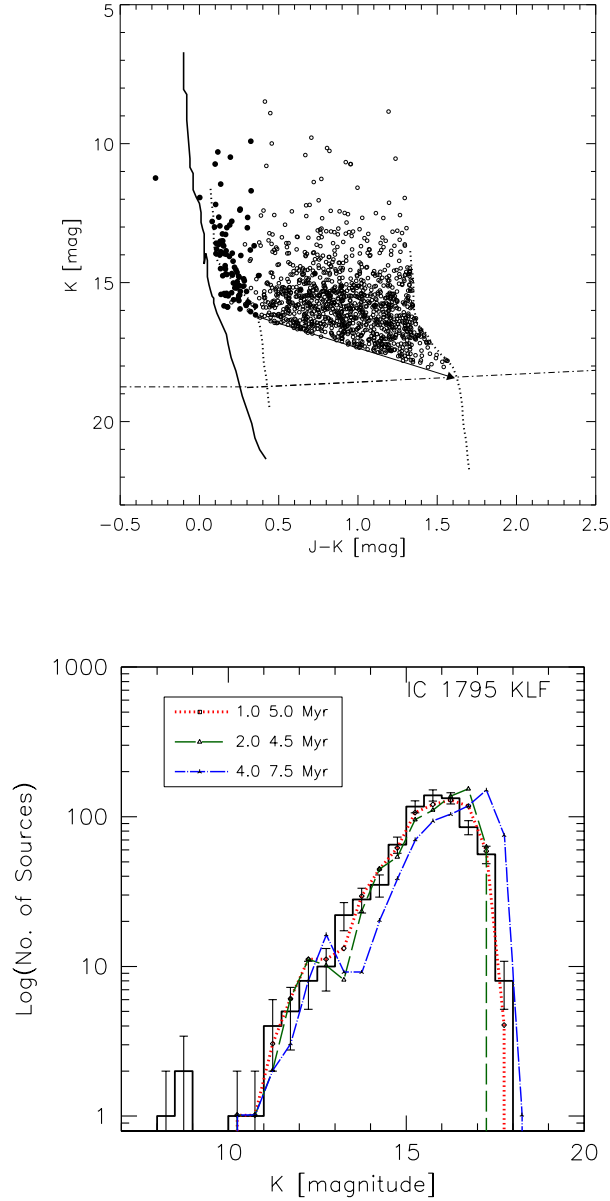 5
10
15
20
K [mag]
−0.5 0.0 0.5 1.0 1.5 2.0 2.5
J−K [mag]
1000
100
10
1
Log(No. of Sources)
IC 1795 KLF
1.0 5.0 Myr
2.0 4.5 Myr
4.0 7.5 Myr
10 15 20
K [magnitude]